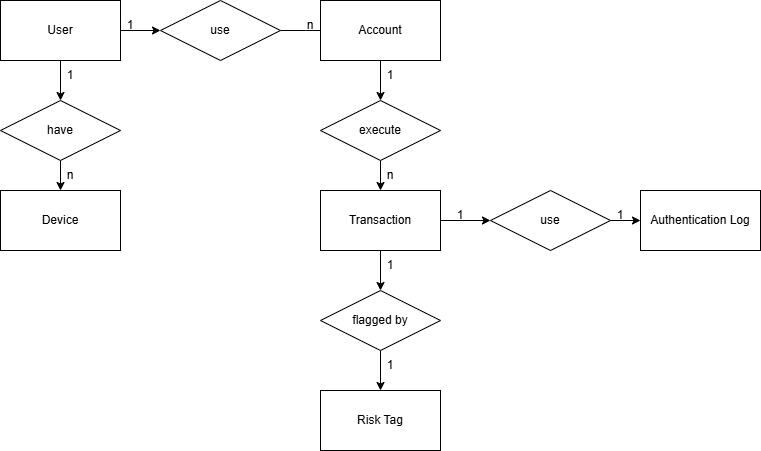 User
1
use
n
Account
1
1
have
execute
n
n
Device
Transaction
1
use
1
Authentication Log
1
flagged by
1
Risk Tag